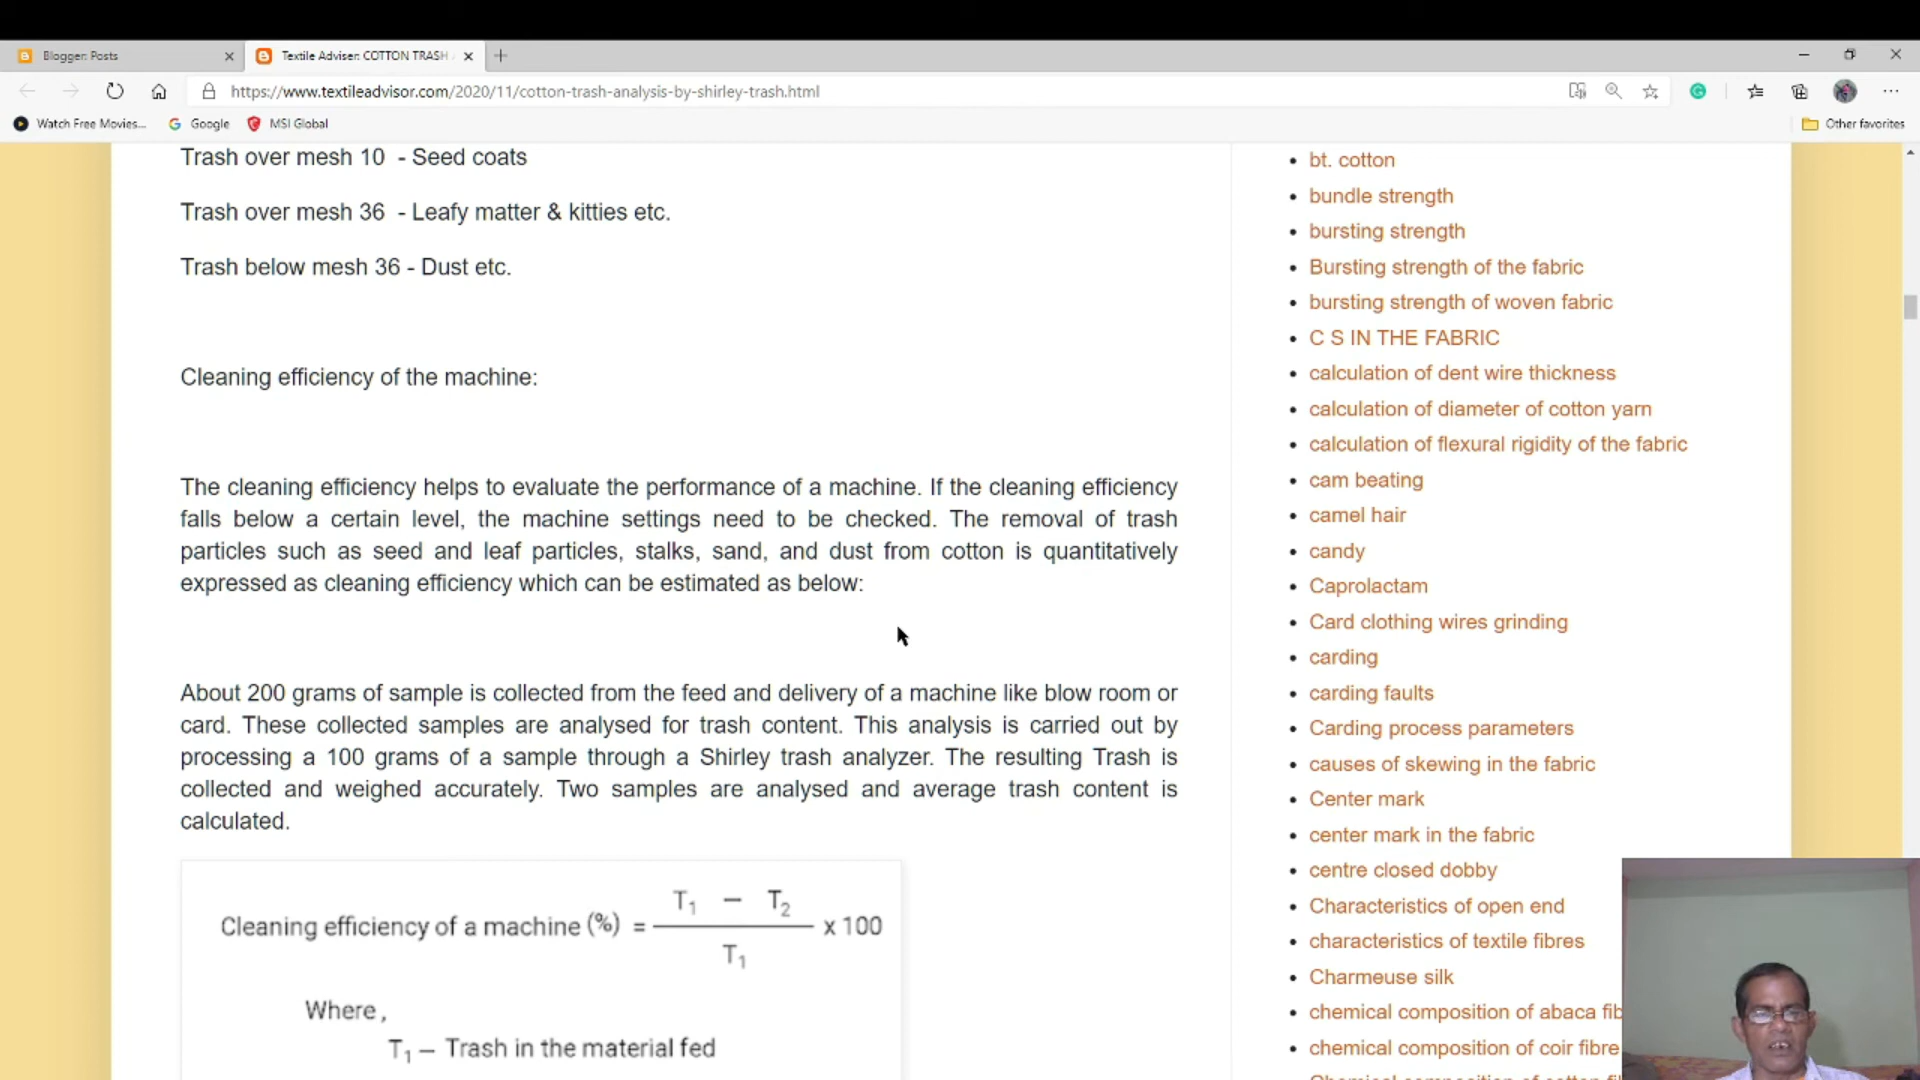 Blogger: Posts
Textile Adviser: COTTON TRASH
https://www.textileadvisor.com/2020/11/cotton-trash-analysis-by-shirley-trash.html
Watch Free Movies...
Google
MSI Global
Other favorites
Trash over mesh 10 - Seed coats
Trash over mesh 36 - Leafy matter & kitties etc.
Trash below mesh 36 - Dust etc.
Cleaning efficiency of the machine:
The cleaning efficiency helps to evaluate the performance of a machine. If the cleaning efficiency
falls below a certain level, the machine settings need to be checked. The removal of trash
particles such as seed and leaf particles, stalks, sand, and dust from cotton is quantitatively
expressed as cleaning efficiency which can be estimated as below:
About 200 grams of sample is collected from the feed and delivery of a machine like blow room or
card. These collected samples are analysed for trash content. This analysis is carried out by
processing a 100 grams of a sample through a Shirley trash analyzer. The resulting Trash is
collected and weighed accurately. Two samples are analysed and average trash content is
calculated.
T₁ − T₂
Cleaning efficiency of a machine (%) = x 100
T₁
Where ,
T₁ – Trash in the material fed
bt. cotton
bundle strength
bursting strength
Bursting strength of the fabric
bursting strength of woven fabric
C S IN THE FABRIC
calculation of dent wire thickness
calculation of diameter of cotton yarn
calculation of flexural rigidity of the fabric
cam beating
camel hair
candy
Caprolactam
Card clothing wires grinding
carding
carding faults
Carding process parameters
causes of skewing in the fabric
Center mark
center mark in the fabric
centre closed dobby
Characteristics of open end
characteristics of textile fibres
Charmeuse silk
chemical composition of abaca fib
chemical composition of coir fibre